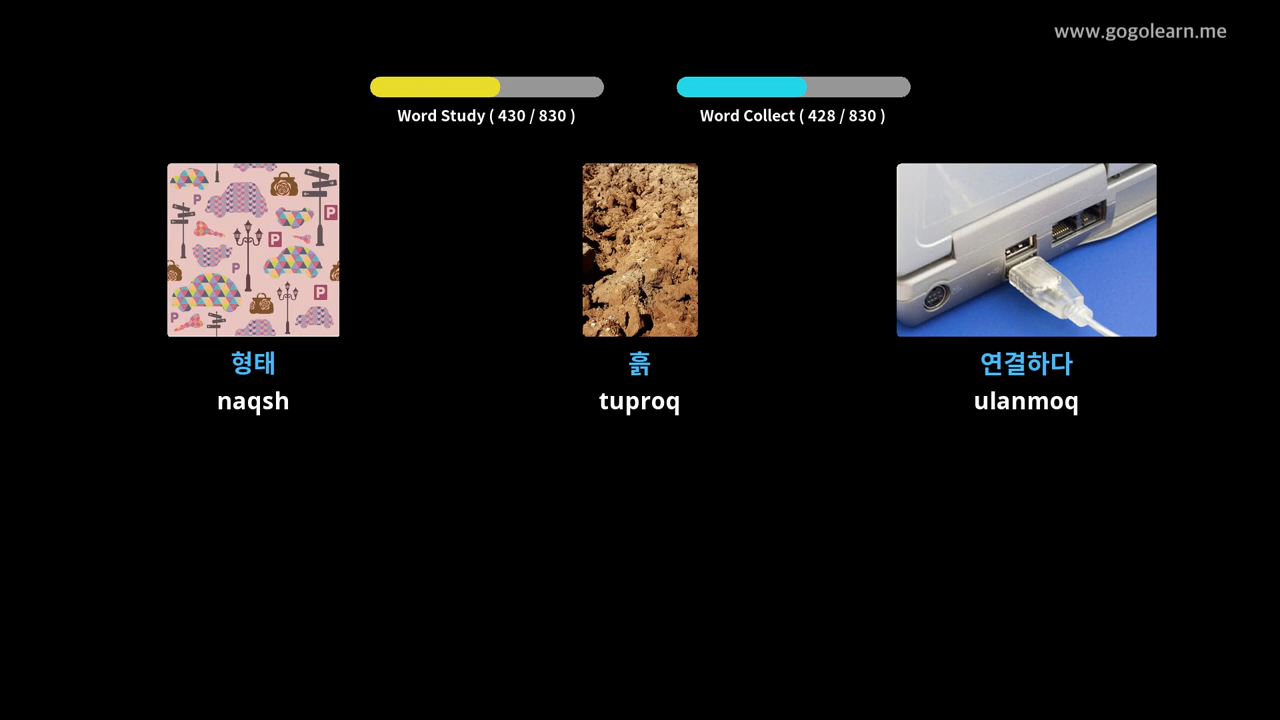 www.gogolearn.me
Word Study ( 430 / 830 )
Word Collect ( 428 / 830 )
P
P
P
P
P
P
형태
naqsh
흙
tuproq
연결하다
ulanmoq